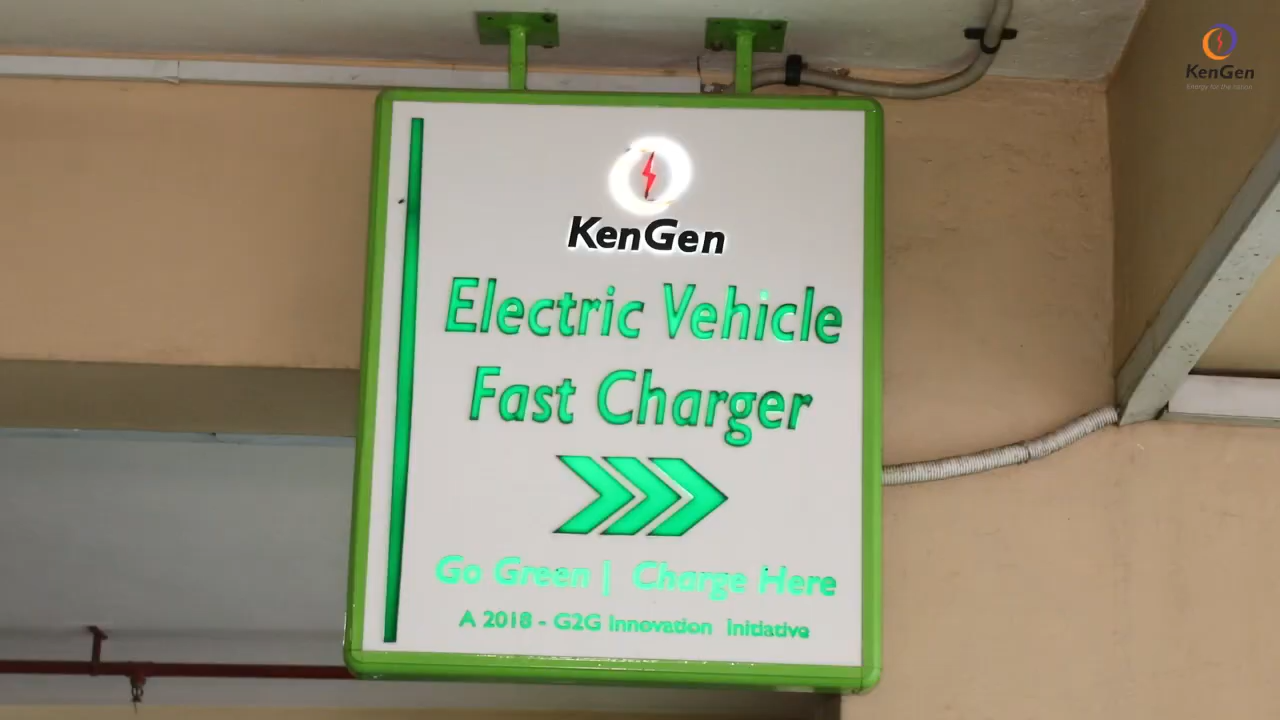 KenGen
Energy for the nation
KenGen
Electric Vehicle
Fast Charger
Go Green | Charge Here
A 2018 - G2G Innovation Initiative